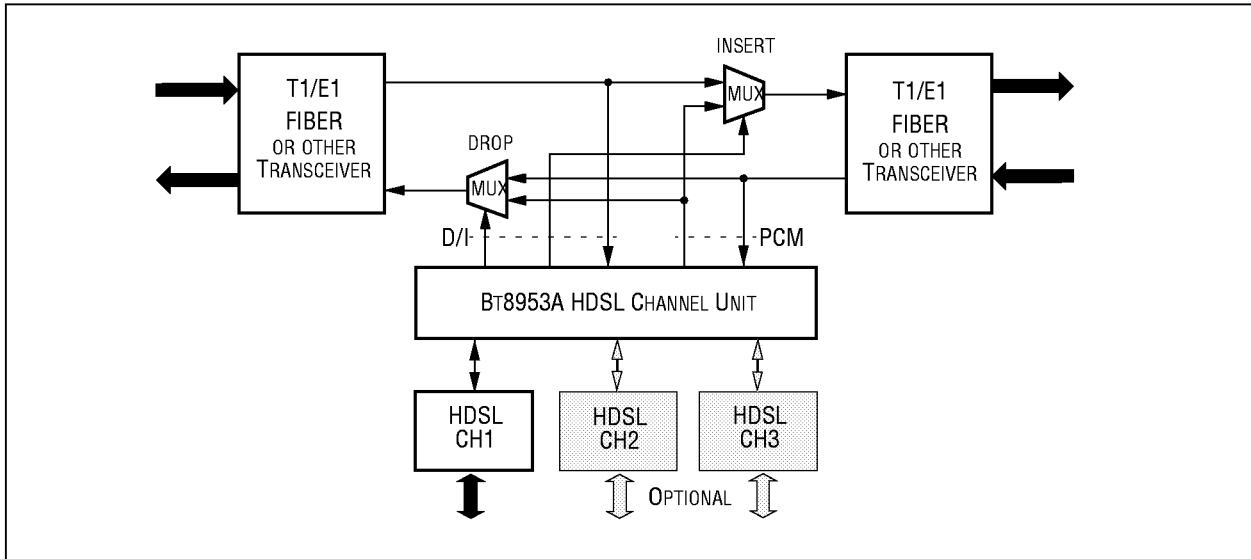 INSERT
T1/E1
FIBER
OR OTHER
TRANSCEIVER
MUX
T1/E1
FIBER
OR OTHER
TRANSCEIVER
DROP
MUX
D/I
PCM
BT8953A HDSL CHANNEL UNIT
HDSL
CH1
HDSL
CH2
HDSL
CH3
OPTIONAL